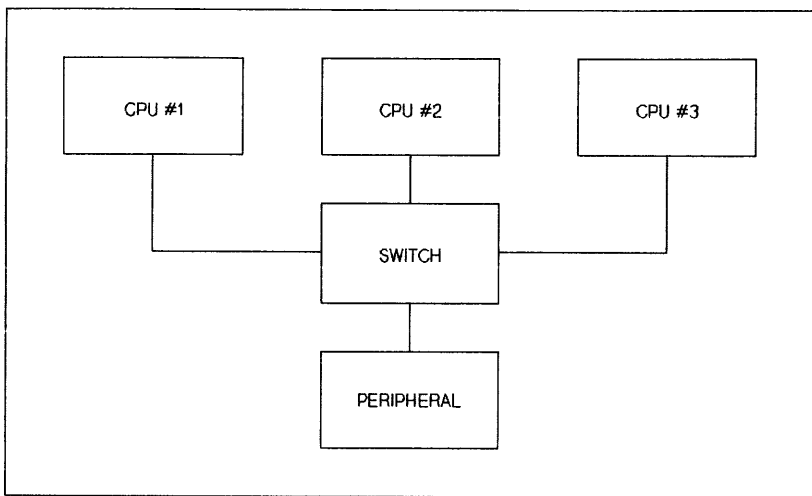 CPU #1
CPU #2
CPU #3
SWITCH
PERIPHERAL